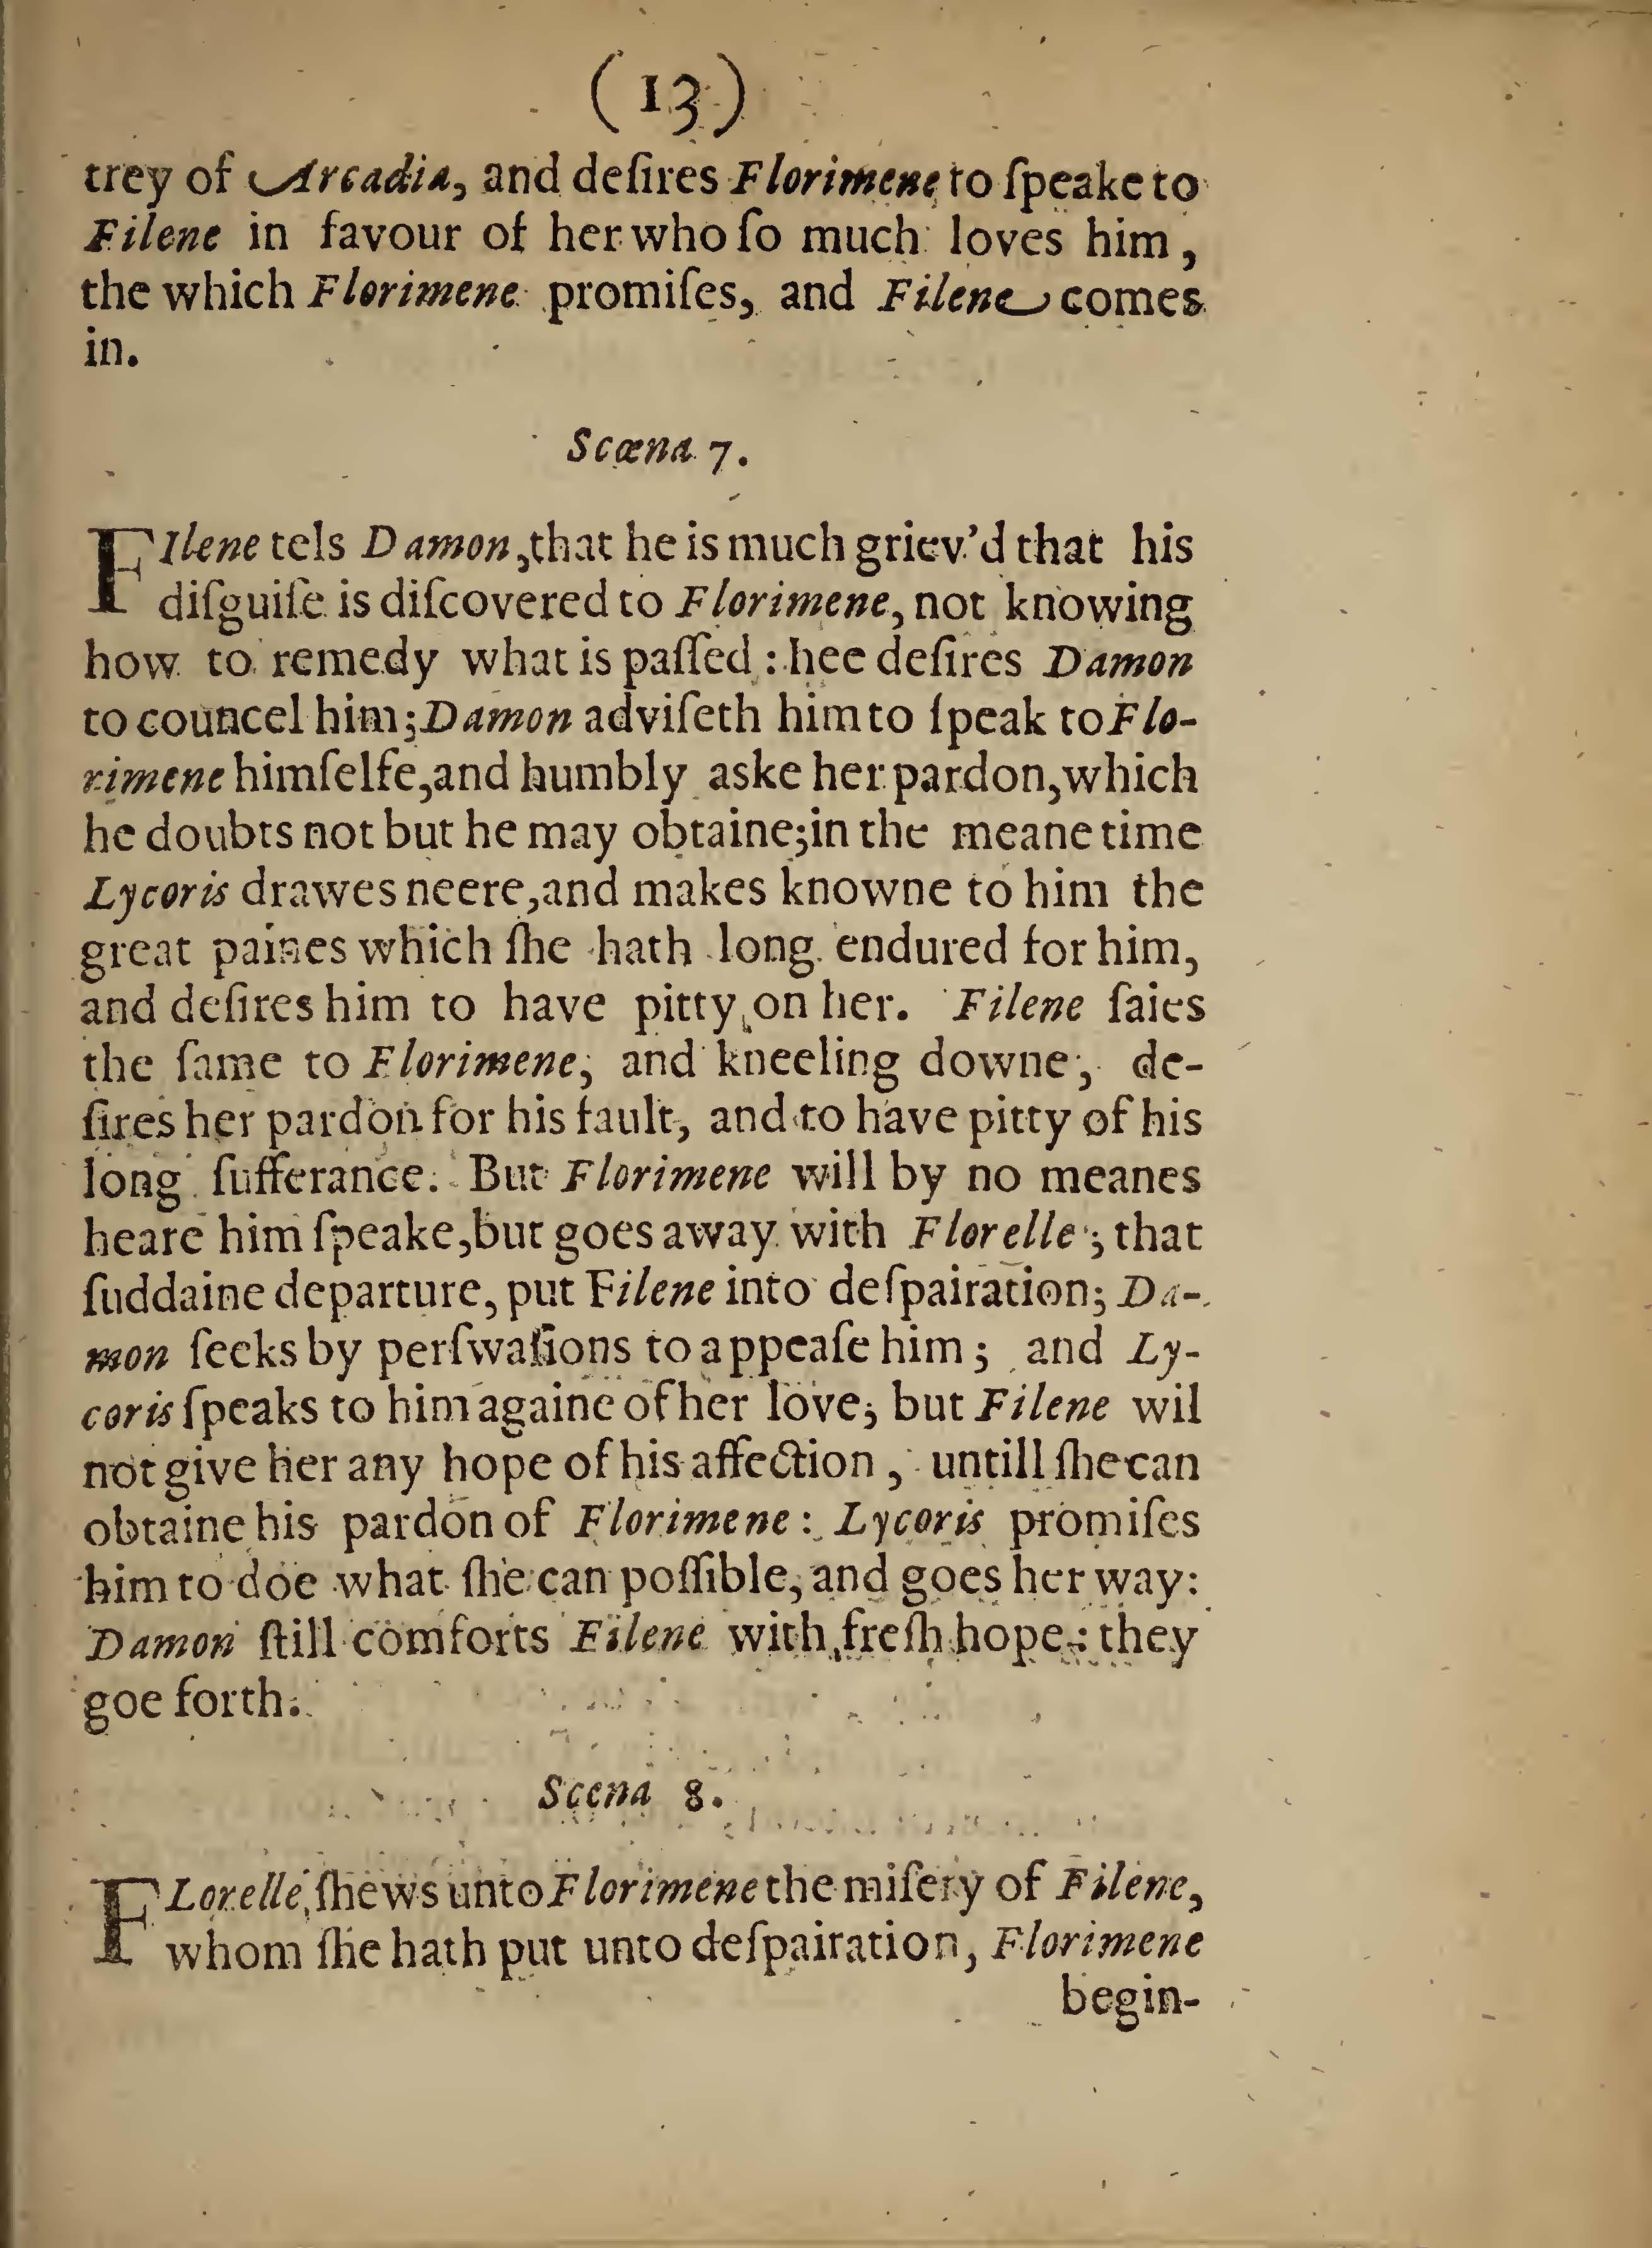 (13)
trey of Arcadia, and deſires Florimene to ſpeake to
Filene in favour of her who ſo much loves him,
the which Florimene promiſes, and Filene comes
in.
Scœna 7.
FIlene tels Damon, that he is much griev'd that his
diſguiſe is diſcovered to Florimene, not knowing
how to remedy what is paſſed : hee deſires Damon
to councel him; Damon adviſeth him to ſpeak to Flo-
rimene himſelfe, and humbly aske her pardon, which
he doubts not but he may obtaine; in the meane time
Lycoris drawes neere, and makes knowne to him the
great paines which ſhe hath long endured for him,
and deſires him to have pitty on her. Filene ſaies
the ſame to Florimene, and kneeling downe, de-
ſires her pardon for his fault, and to have pitty of his
long ſufferance. But Florimene will by no meanes
heare him ſpeake, but goes away with Florelle; that
ſuddaine departure, put Filene into deſpairation; Da-
mon ſeeks by perſwaſions to appeaſe him; and Ly-
coris ſpeaks to him againe of her love; but Filene wil
not give her any hope of his affection, untill ſhe can
obtaine his pardon of Florimene: Lycoris promiſes
him to doe what ſhe can poſſible, and goes her way:
Damon ſtill comforts Filene with freſh hope: they
goe forth.
Scena 8.
FLorelle ſhews unto Florimene the miſery of Filene,
whom ſhe hath put unto deſpairation, Florimene
begin-